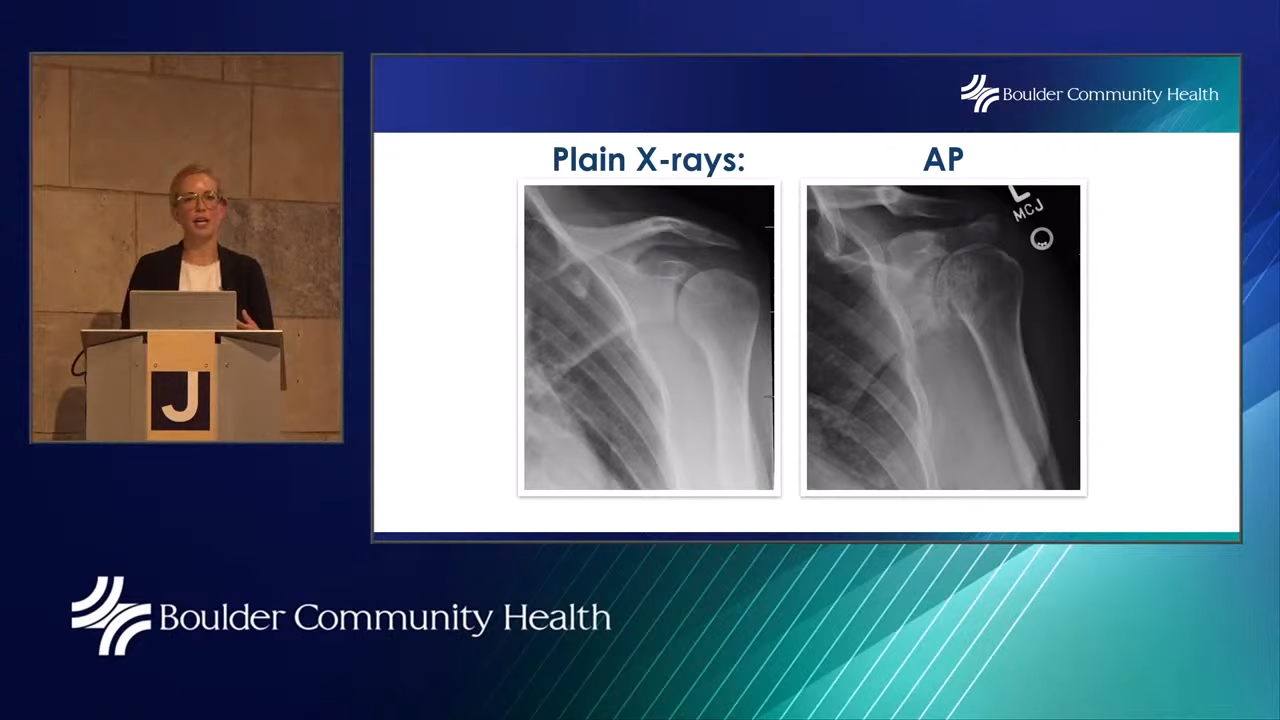 Boulder Community Health
Plain X-rays: AP
L
MCJ
J
Boulder Community Health